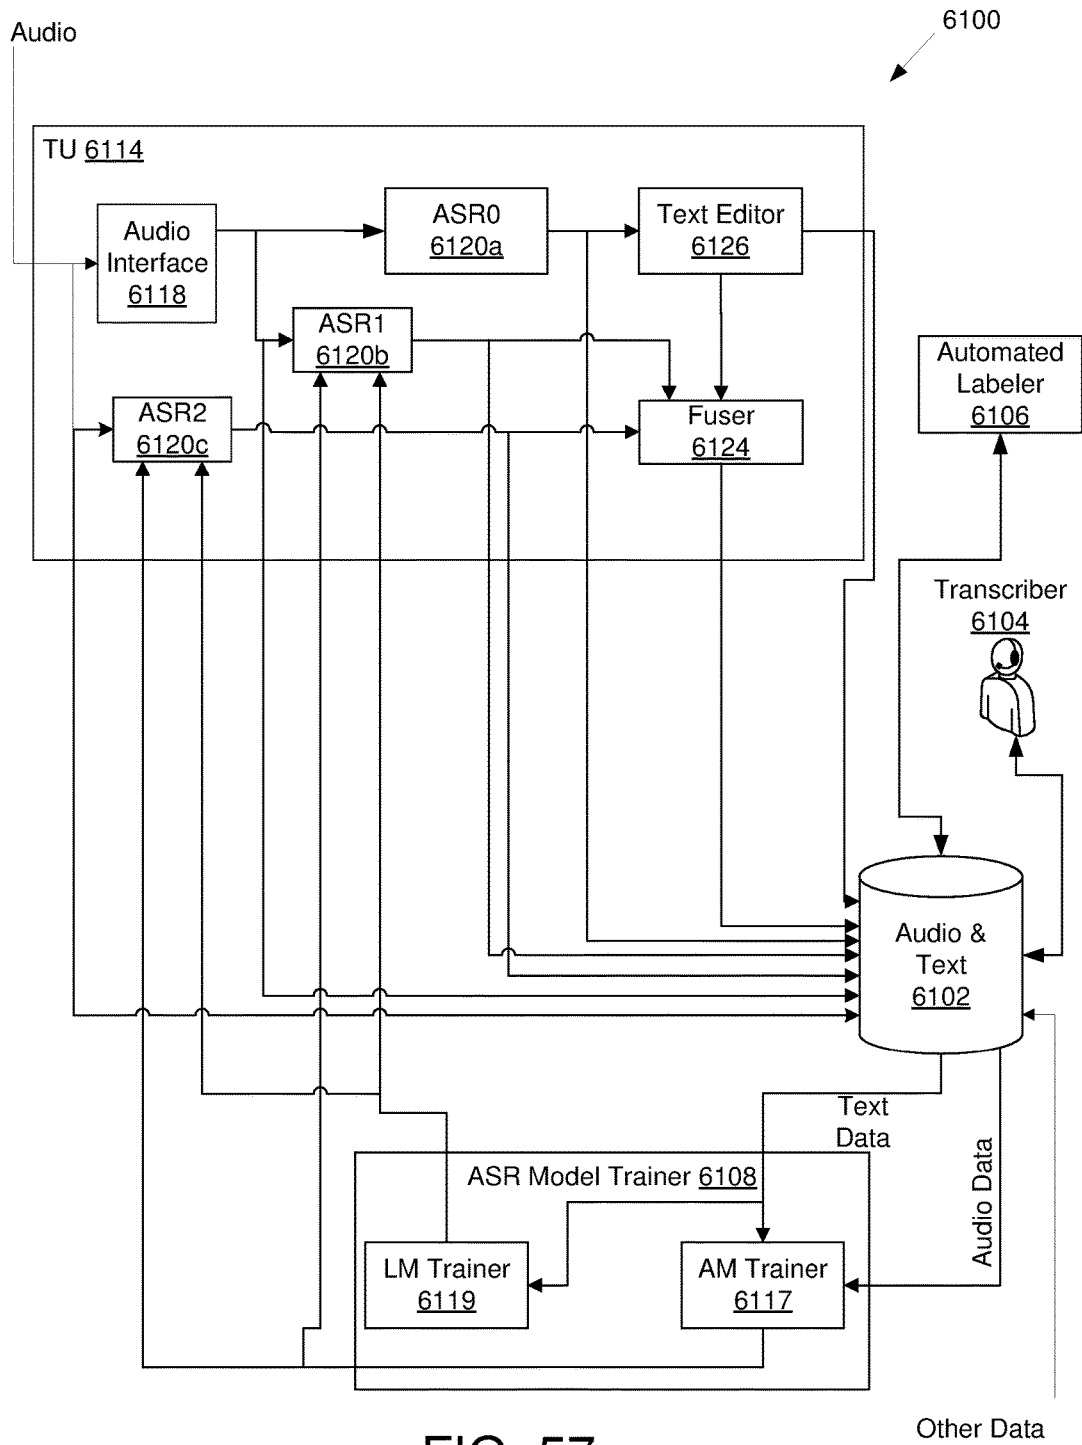 Audio
6100
TU 6114
Audio
Interface
6118
ASR0
6120a
Text Editor
6126
ASR1
6120b
ASR2
6120c
Fuser
6124
Automated
Labeler
6106
Transcriber
6104
Audio &
Text
6102
Text
Data
Audio Data
ASR Model Trainer 6108
LM Trainer
6119
AM Trainer
6117
Other Data
FIG. 57